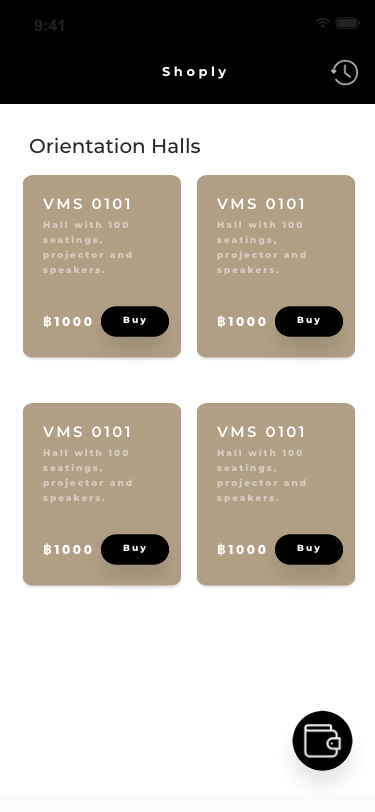 9:41
Shoply
Orientation Halls
VMS 0101
Hall with 100
seatings,
projector and
speakers.
฿1000 Buy
VMS 0101
Hall with 100
seatings,
projector and
speakers.
฿1000 Buy
VMS 0101
Hall with 100
seatings,
projector and
speakers.
฿1000 Buy
VMS 0101
Hall with 100
seatings,
projector and
speakers.
฿1000 Buy